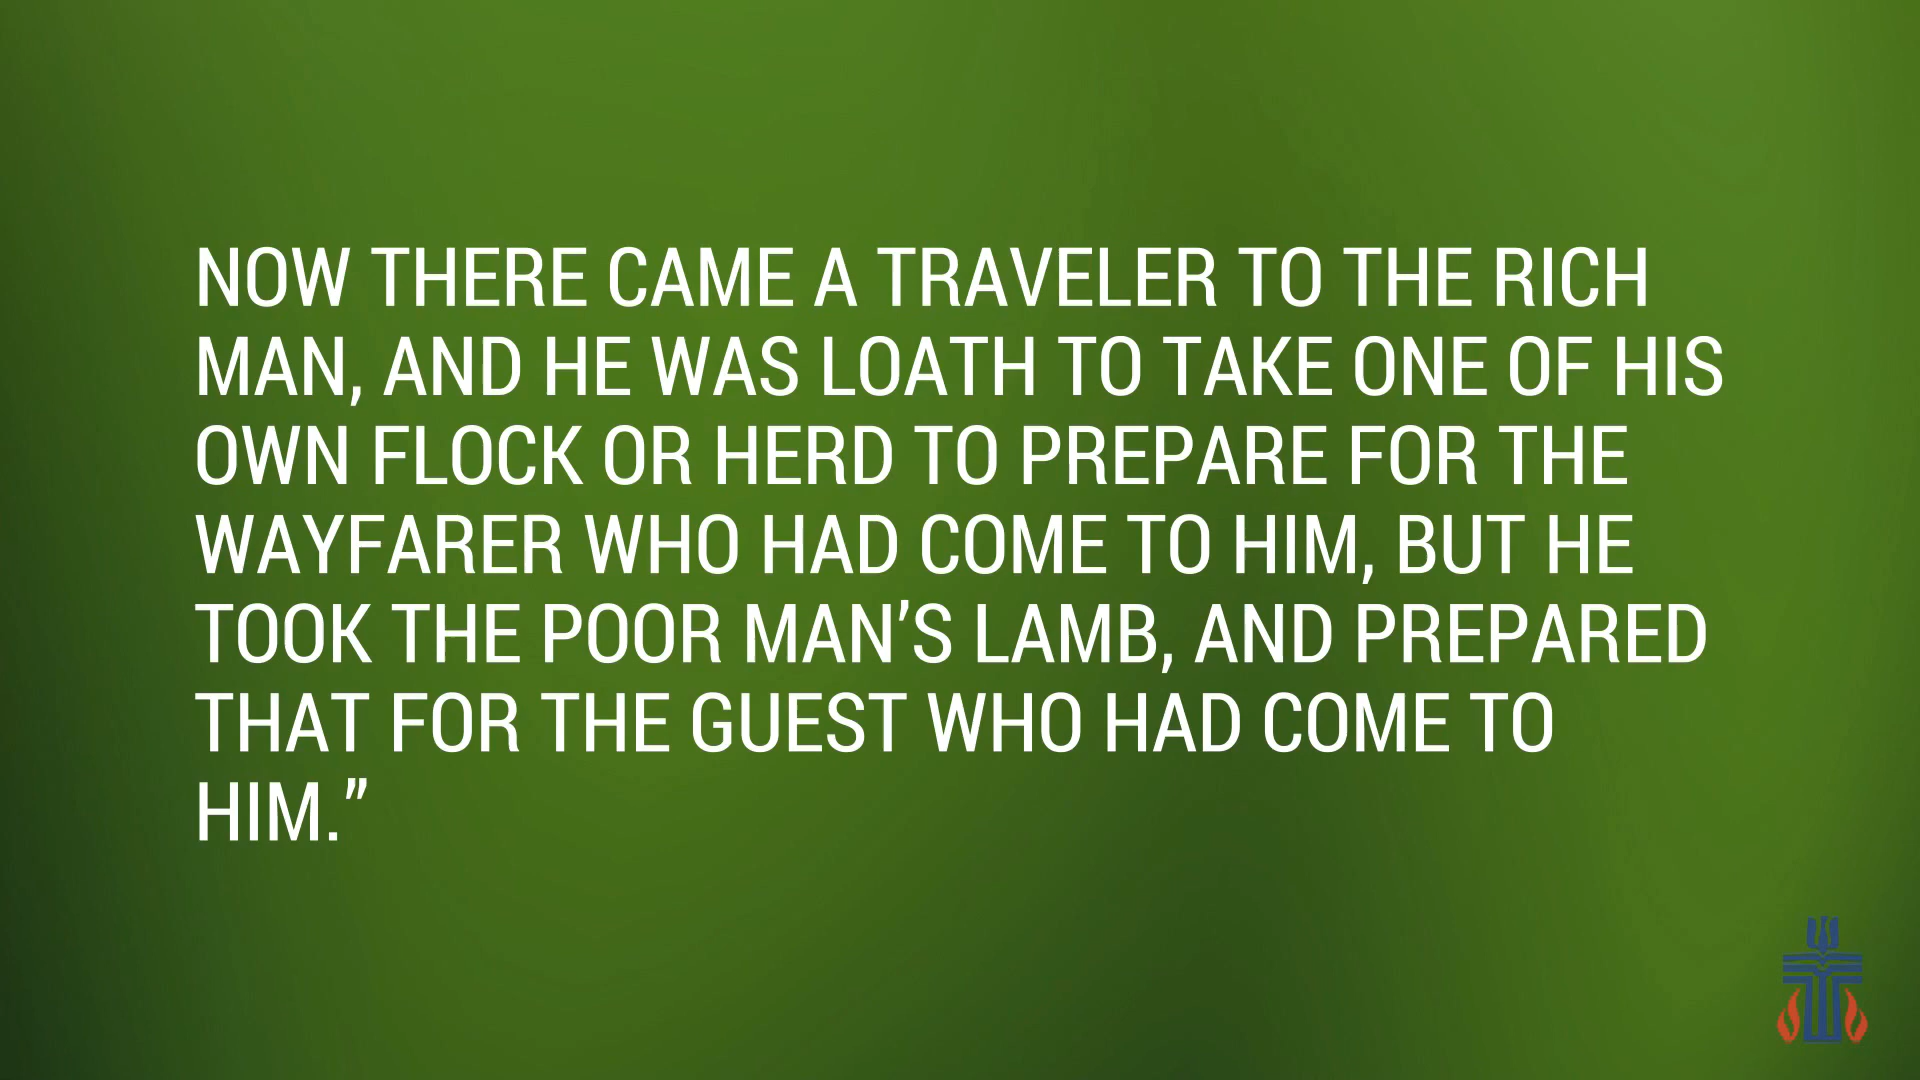 NOW THERE CAME A TRAVELER TO THE RICH
MAN, AND HE WAS LOATH TO TAKE ONE OF HIS
OWN FLOCK OR HERD TO PREPARE FOR THE
WAYFARER WHO HAD COME TO HIM, BUT HE
TOOK THE POOR MAN’S LAMB, AND PREPARED
THAT FOR THE GUEST WHO HAD COME TO
HIM.”